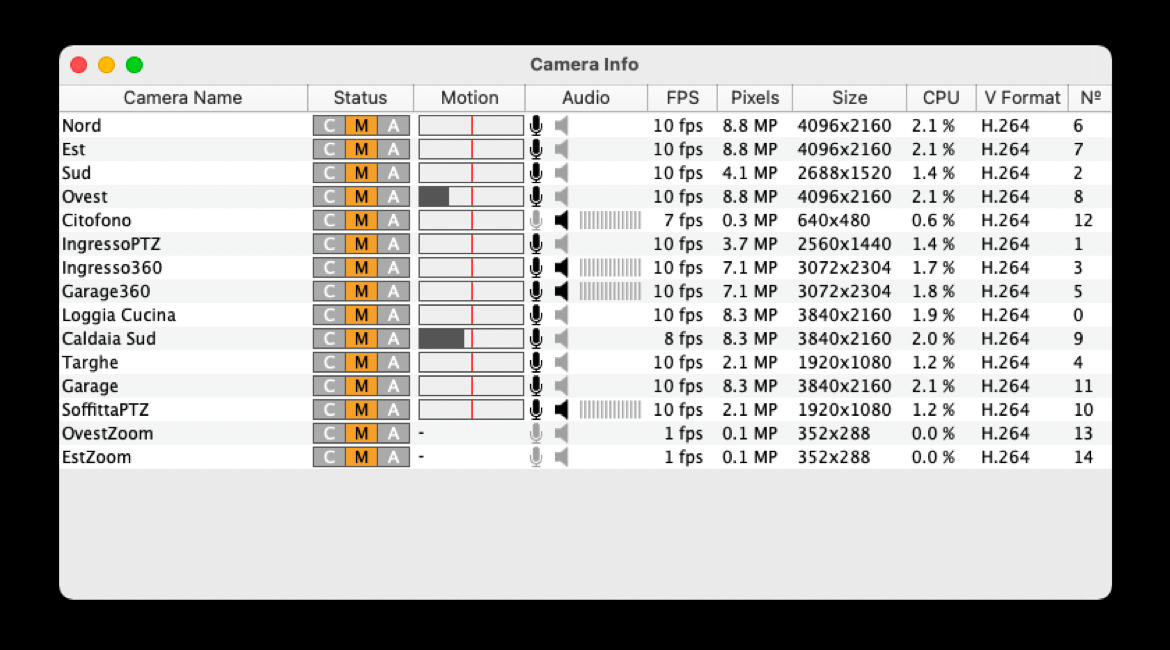 Camera Info
Camera Name Status Motion Audio FPS Pixels Size CPU V Format Nº
Nord C M A 10 fps 8.8 MP 4096x2160 2.1 % H.264 6
Est C M A 10 fps 8.8 MP 4096x2160 2.1 % H.264 7
Sud C M A 10 fps 4.1 MP 2688x1520 1.4 % H.264 2
Ovest C M A 10 fps 8.8 MP 4096x2160 2.1 % H.264 8
Citofono C M A 7 fps 0.3 MP 640x480 0.6 % H.264 12
IngressoPTZ C M A 10 fps 3.7 MP 2560x1440 1.4 % H.264 1
Ingresso360 C M A 10 fps 7.1 MP 3072x2304 1.7 % H.264 3
Garage360 C M A 10 fps 7.1 MP 3072x2304 1.8 % H.264 5
Loggia Cucina C M A 10 fps 8.3 MP 3840x2160 1.9 % H.264 0
Caldaia Sud C M A 8 fps 8.3 MP 3840x2160 2.0 % H.264 9
Targhe C M A 10 fps 2.1 MP 1920x1080 1.2 % H.264 4
Garage C M A 10 fps 8.3 MP 3840x2160 2.1 % H.264 11
SoffittaPTZ C M A 10 fps 2.1 MP 1920x1080 1.2 % H.264 10
OvestZoom C M A - 1 fps 0.1 MP 352x288 0.0 % H.264 13
EstZoom C M A - 1 fps 0.1 MP 352x288 0.0 % H.264 14